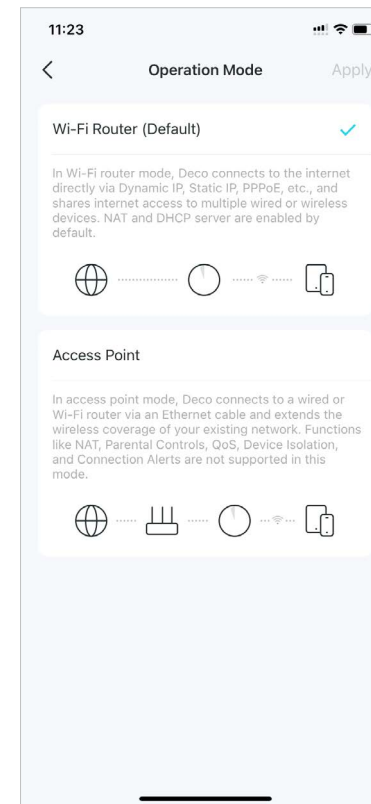 11:23
Operation Mode
Apply
Wi-Fi Router (Default)
In Wi-Fi router mode, Deco connects to the internet
directly via Dynamic IP, Static IP, PPPoE, etc., and
shares internet access to multiple wired or wireless
devices. NAT and DHCP server are enabled by
default.
Access Point
In access point mode, Deco connects to a wired or
Wi-Fi router via an Ethernet cable and extends the
wireless coverage of your existing network. Functions
like NAT, Parental Controls, QoS, Device Isolation,
and Connection Alerts are not supported in this
mode.